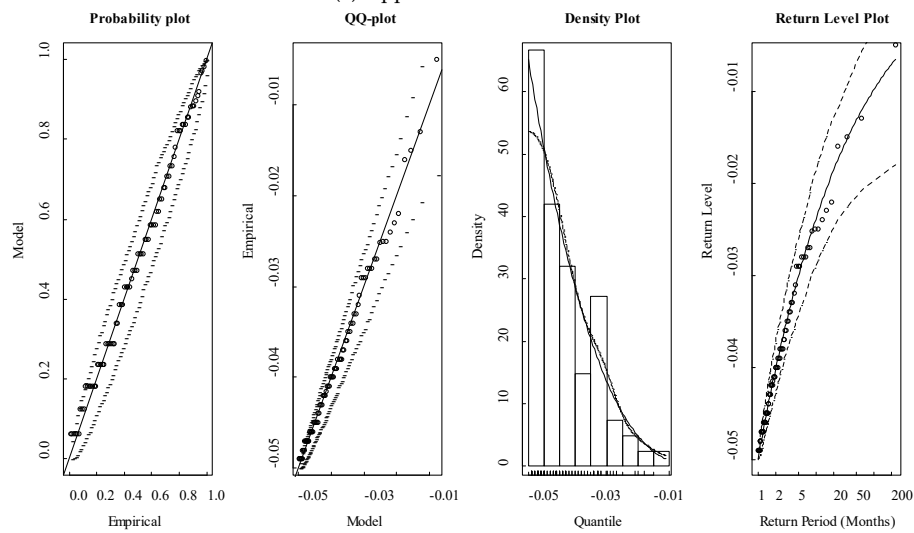 Probability plot
QQ-plot
Density Plot
Return Level Plot
Model
0.0
0.2
0.4
0.6
0.8
1.0
0.0 0.2 0.4 0.6 0.8 1.0
Empirical
Empirical
-0.05
-0.04
-0.03
-0.02
-0.01
-0.05 -0.03 -0.01
Model
Density
0
10
20
30
40
50
60
-0.05 -0.03 -0.01
Quantile
Return Level
-0.05
-0.04
-0.03
-0.02
-0.01
1 2 5 20 50 200
Return Period (Months)